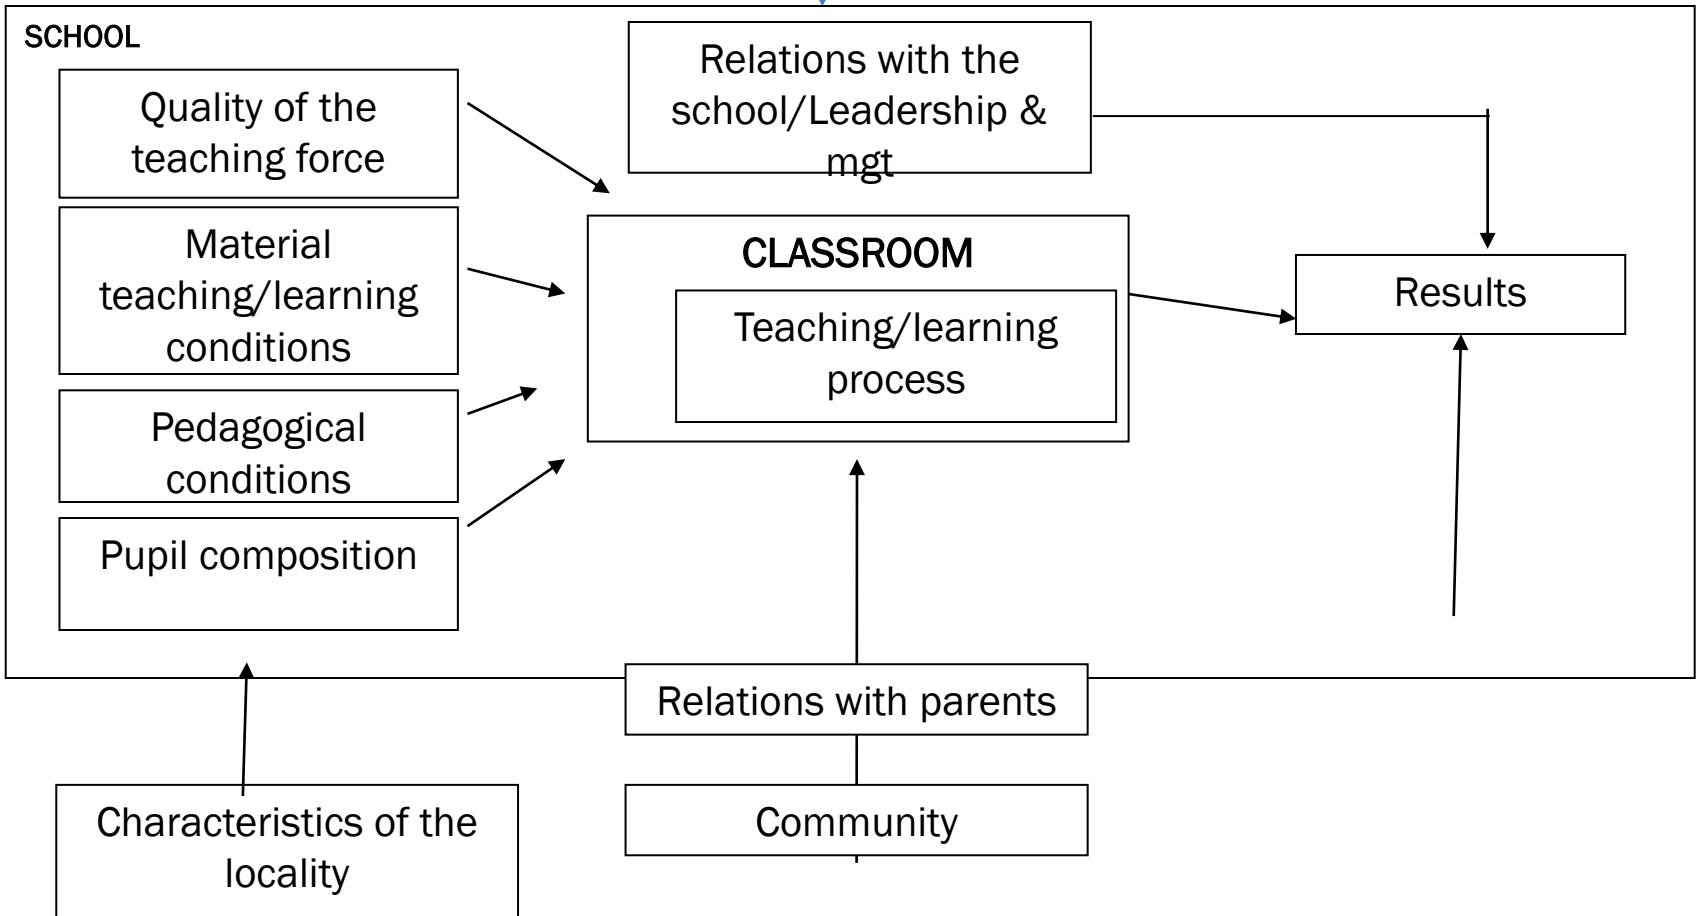 SCHOOL
Relations with the
school/Leadership &
mgt
Quality of the
teaching force
Material
teaching/learning
conditions
Pedagogical
conditions
Pupil composition
CLASSROOM
Teaching/learning
process
Results
Relations with parents
Community
Characteristics of the
locality